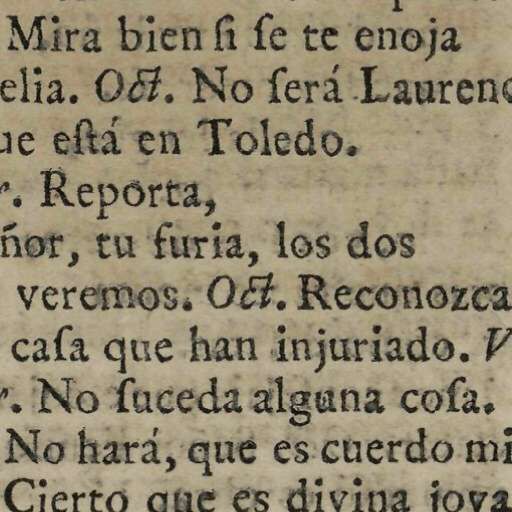 Mira bien ſi ſe te enoja
elia. Oct. No ſerá Laurenc
ue eſtá en Toledo.
r. Reporta,
ñor, tu furia, los dos
veremos. Oct. Reconozca
caſa que han injuriado. V
r. No ſuceda alguna coſa.
No hará, que es cuerdo mi
Cierto que es divina joya